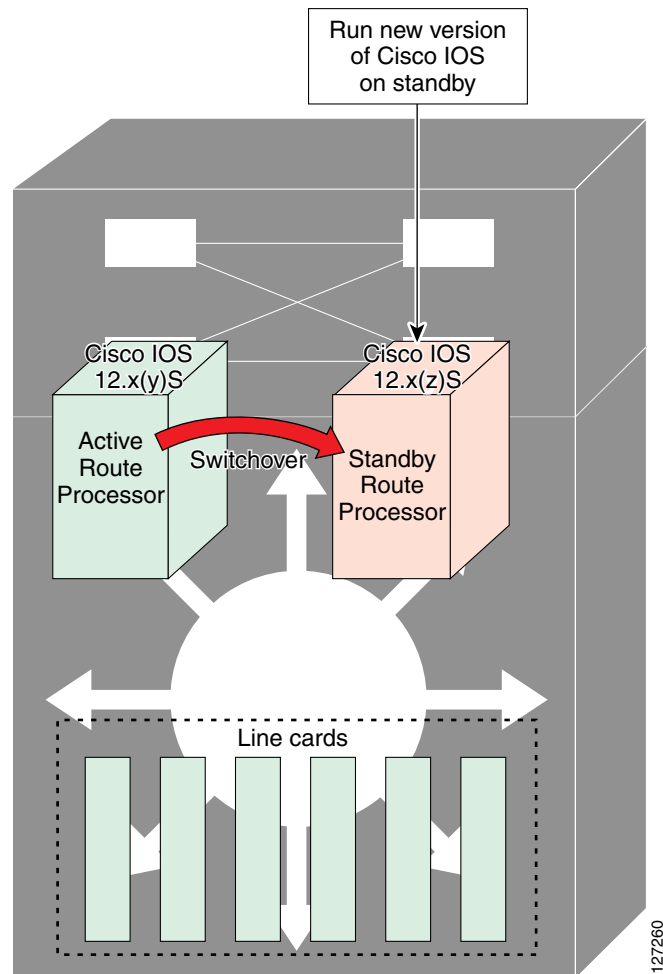 Run new version
of Cisco IOS
on standby
Cisco IOS
12.x(y)S
Cisco IOS
12.x(z)S
Active
Route
Processor
Switchover
Standby
Route
Processor
Line cards
127260